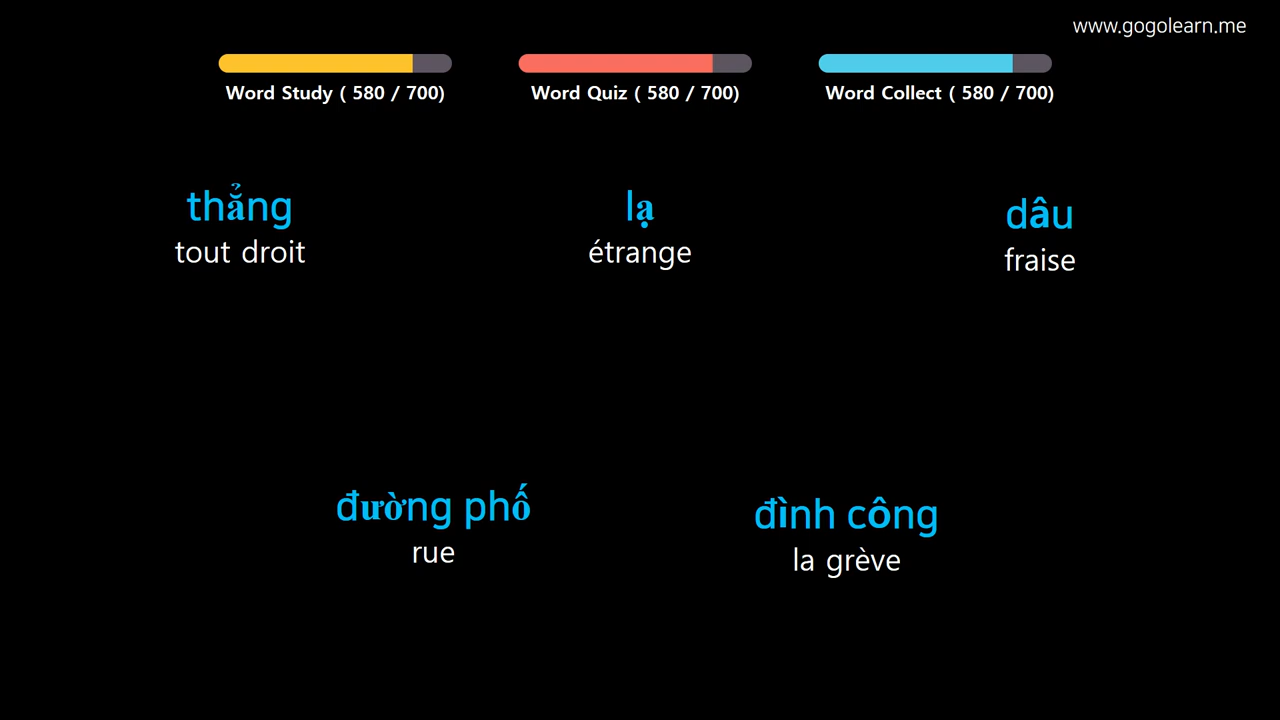 www.gogolearn.me
Word Study ( 580 / 700)
Word Quiz ( 580 / 700)
Word Collect ( 580 / 700)
thẳng
tout droit
lạ
étrange
dâu
fraise
đường phố
rue
đình công
la grève